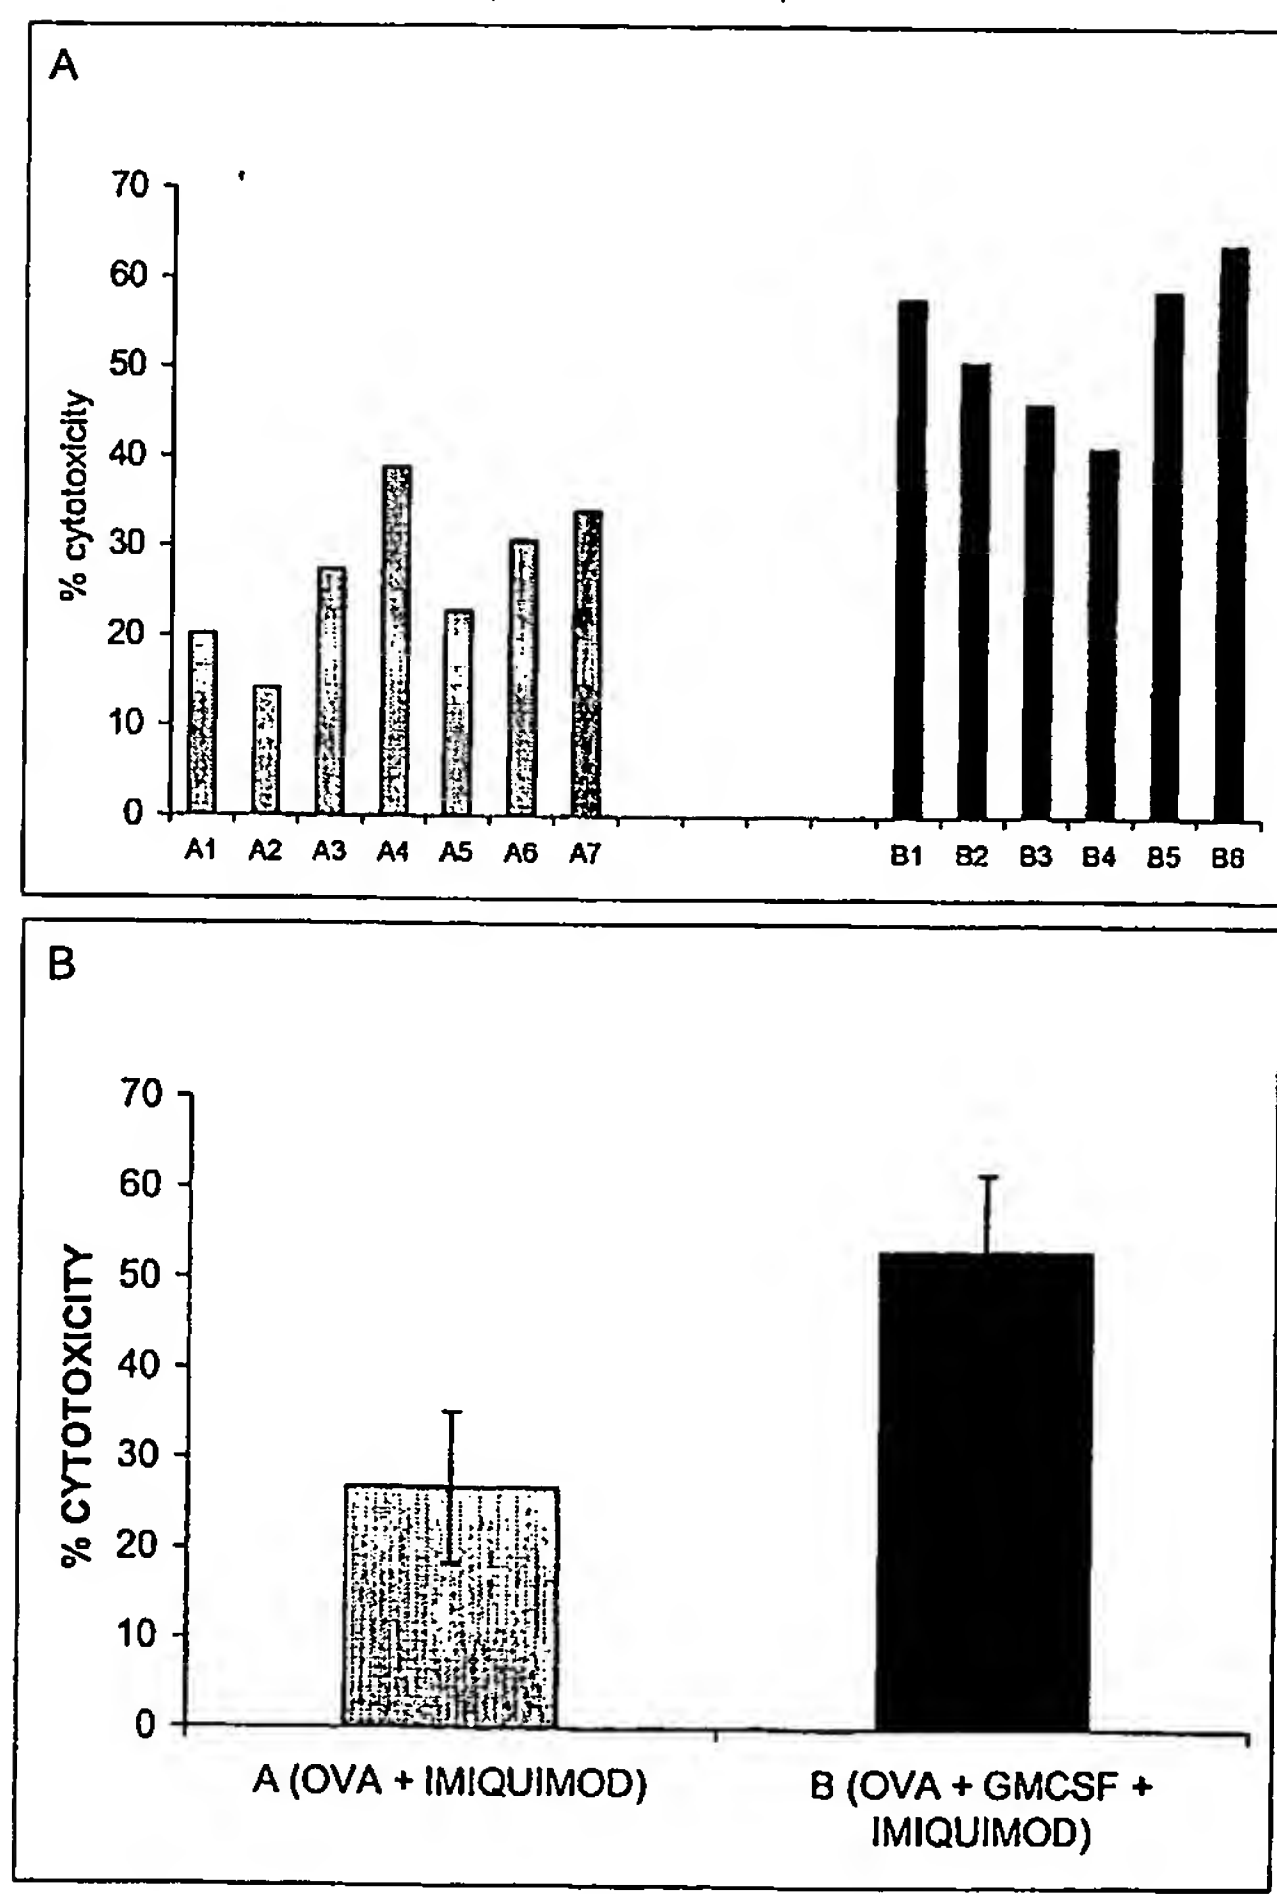 A
70
60
50
40
30
20
10
0
% cytotoxicity
A1 A2 A3 A4 A5 A6 A7 B1 B2 B3 B4 B5 B6
B
70
60
50
40
30
20
10
0
% CYTOTOXICITY
A (OVA + IMIQUIMOD) B (OVA + GMCSF +
IMIQUIMOD)